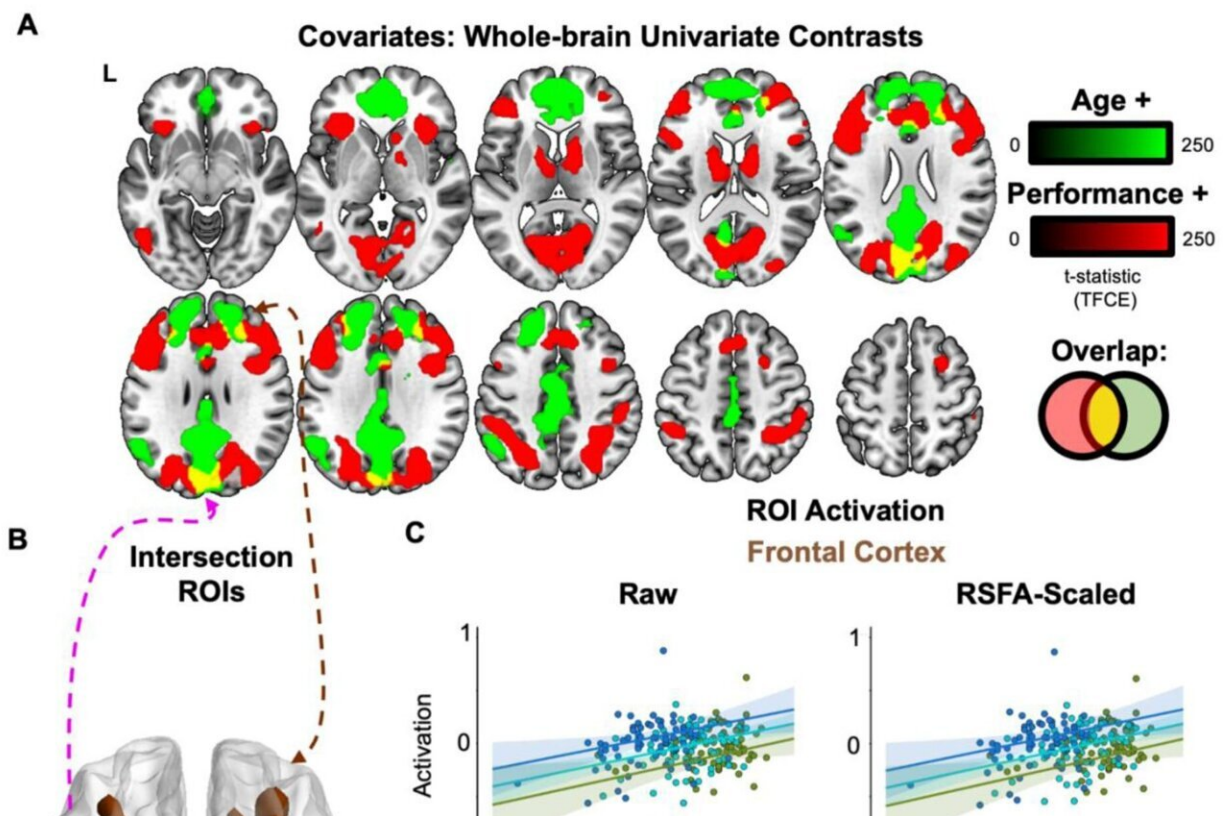 A
Covariates: Whole-brain Univariate Contrasts
L
Age +
0 250
Performance +
0 250
t-statistic
(TFCE)
Overlap:
B
Intersection
ROIs
C
ROI Activation
Frontal Cortex
Raw
RSFA-Scaled
1
0
Activation
1
0